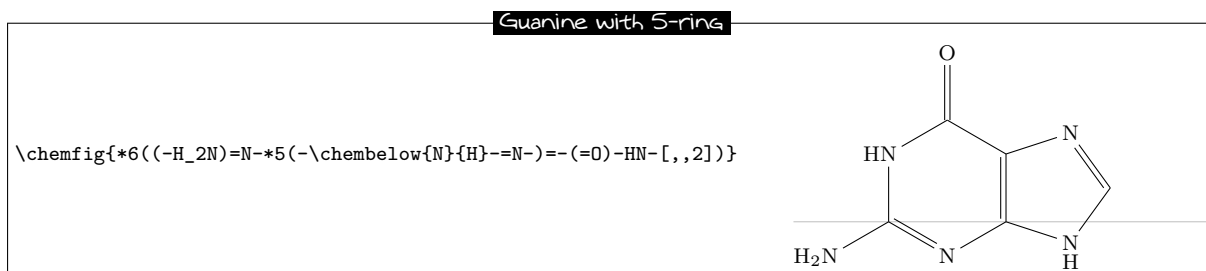 Guanine with 5-ring
\chemfig{*6((-H_2N)=N-*5(-\chembelow{N}{H}-=N-)=-(=O)-HN-[,,2])}
O
N
HN
H₂N
N
N
H